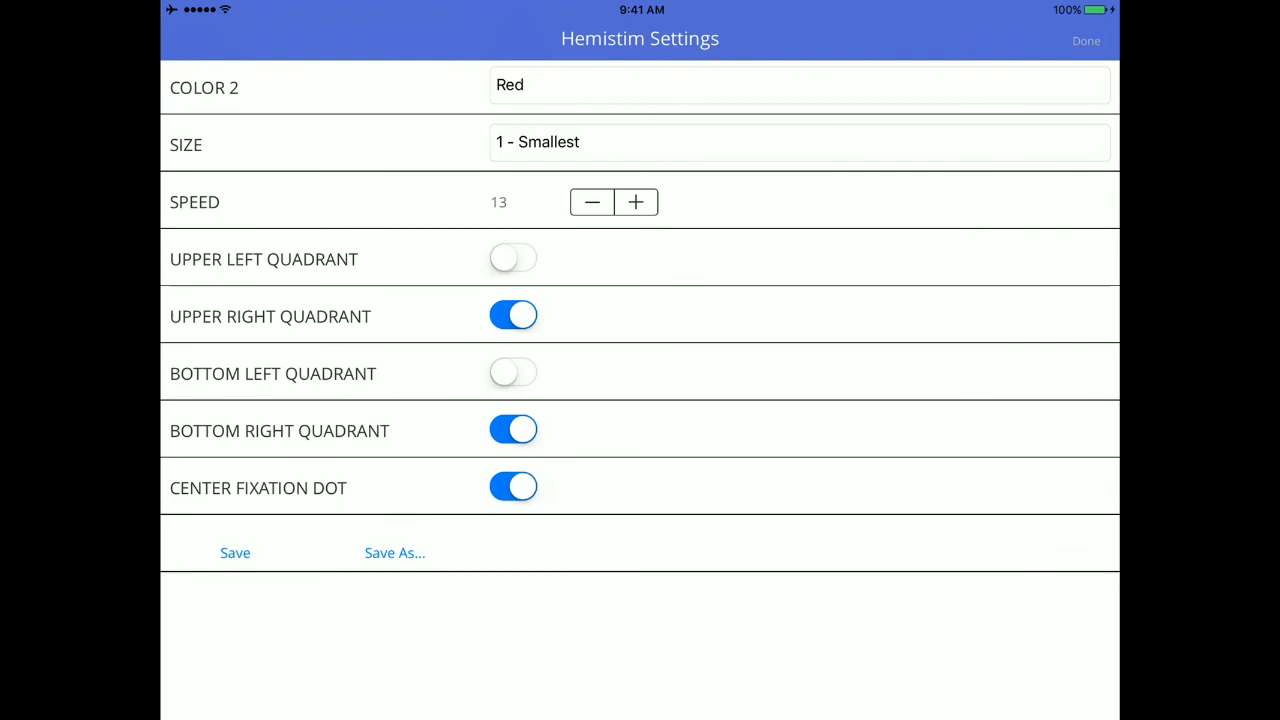 9:41 AM
100%
Hemistim Settings
Done
COLOR 2
Red
SIZE
1 - Smallest
SPEED
13
UPPER LEFT QUADRANT
UPPER RIGHT QUADRANT
BOTTOM LEFT QUADRANT
BOTTOM RIGHT QUADRANT
CENTER FIXATION DOT
Save
Save As...